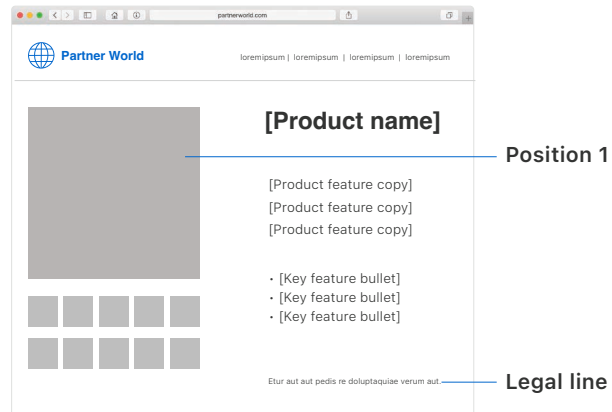 partnerworld.com
Partner World
loremipsum | loremipsum | loremipsum | loremipsum
[Product name]
Position 1
[Product feature copy]
[Product feature copy]
[Product feature copy]
• [Key feature bullet]
• [Key feature bullet]
• [Key feature bullet]
Etur aut aut pedis re doluptaquiae verum aut.
Legal line